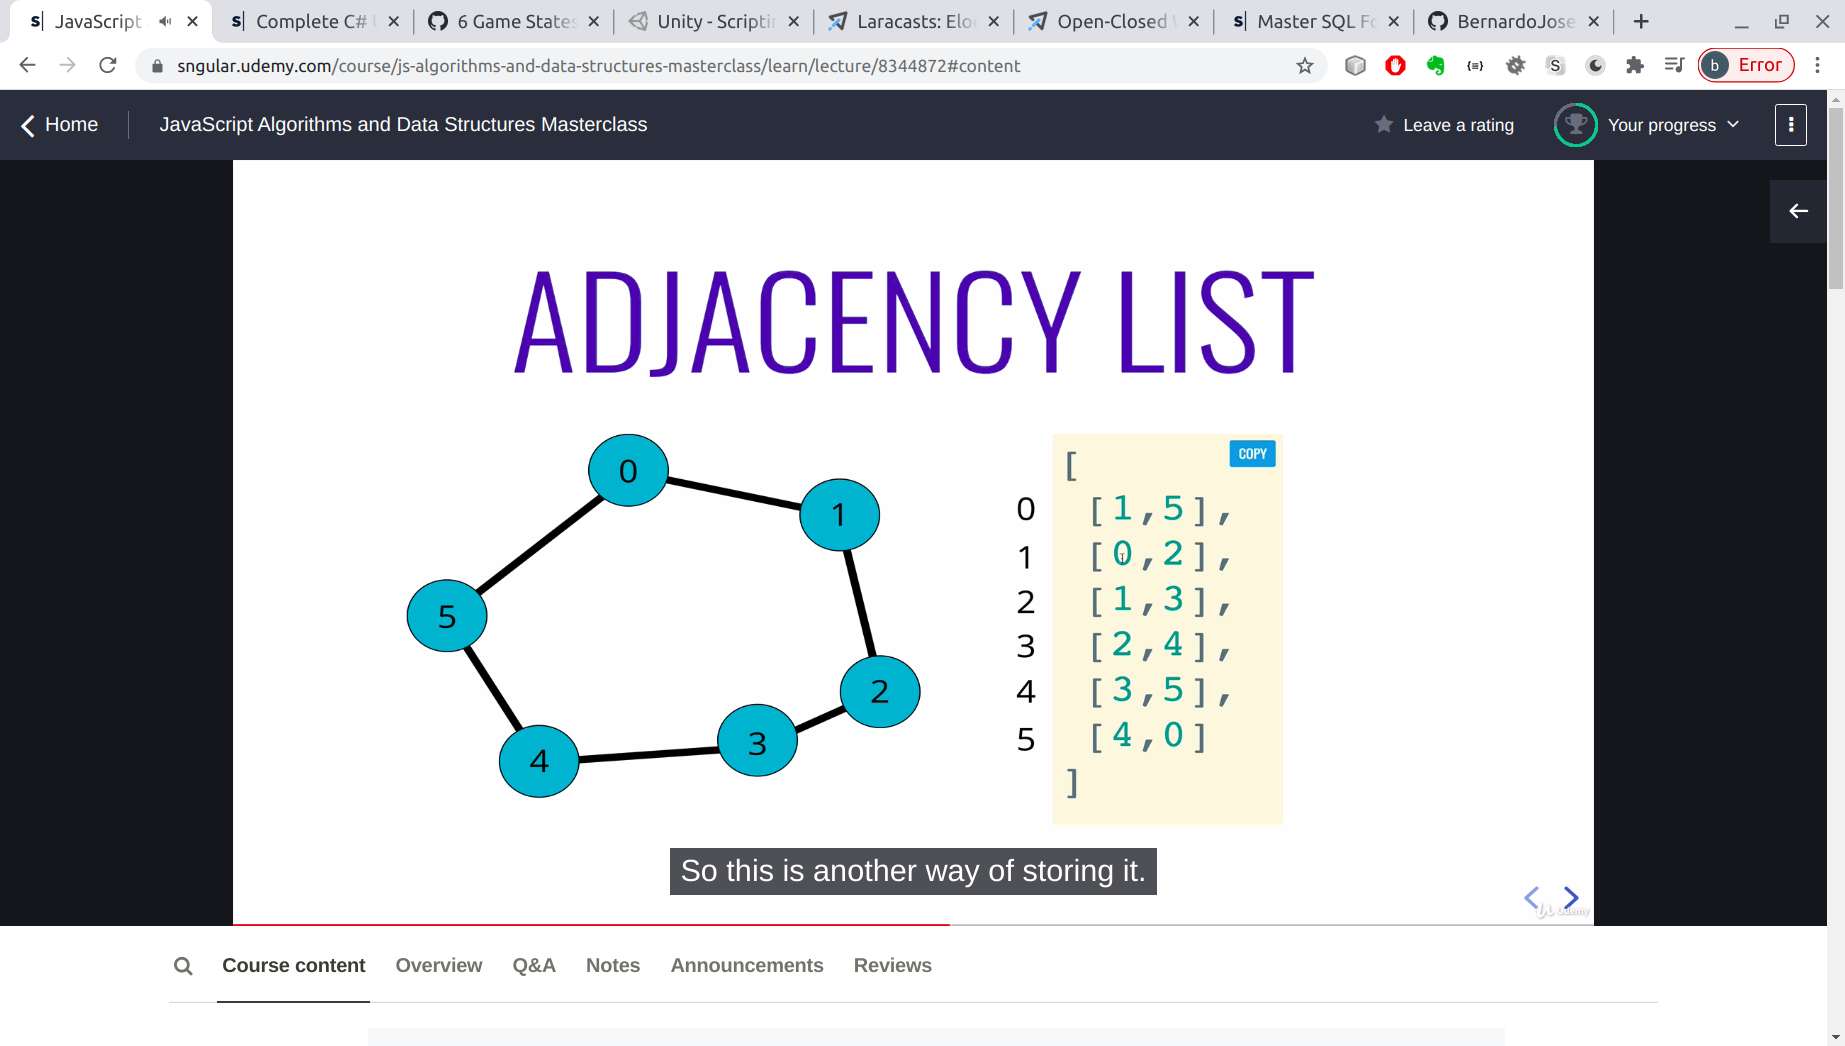 s| JavaScript s| Complete C# 6 Game States Unity - Scripti Laracasts: Elo Open-Closed s| Master SQL Fo BernardoJose
sngular.udemy.com/course/js-algorithms-and-data-structures-masterclass/learn/lecture/8344872#content
S b Error
Home JavaScript Algorithms and Data Structures Masterclass Leave a rating Your progress
ADJACENCY LIST
0
1
5
2
3
4
COPY
[
0 [1,5],
1 [0,2],
2 [1,3],
3 [2,4],
4 [3,5],
5 [4,0]
]
So this is another way of storing it.
Udemy
Course content Overview Q&A Notes Announcements Reviews